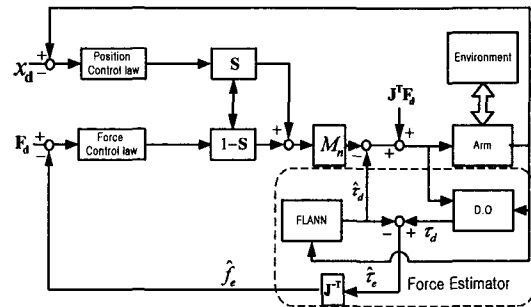 +
−
x_d
Position
Control law
S
Environment
J^T F_d
F_d
+
−
Force
Control law
1−S
+
+
M_n
−
+
+
Arm
τ̂_d
FLANN
D.O
−
+
τ_d
f̂_e
J^{-T}
τ̂_e
Force Estimator